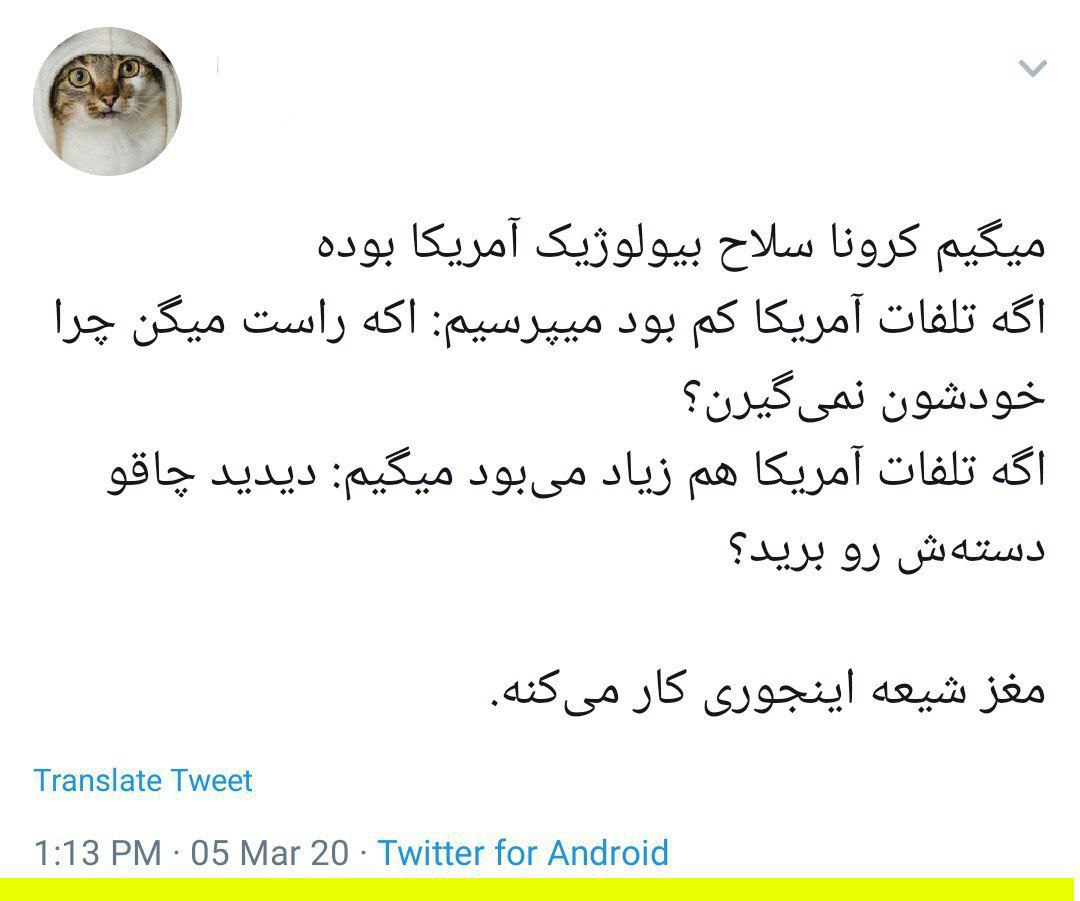 میگیم کرونا سلاح بیولوژیک آمریکا بوده
اگه تلفات آمریکا کم بود میپرسیم: اکه راست میگن چرا
خودشون نمی‌گیرن؟
اگه تلفات آمریکا هم زیاد می‌بود میگیم: دیدید چاقو
دسته‌ش رو برید؟
مغز شیعه اینجوری کار می‌کنه.
Translate Tweet
1:13 PM · 05 Mar 20 · Twitter for Android